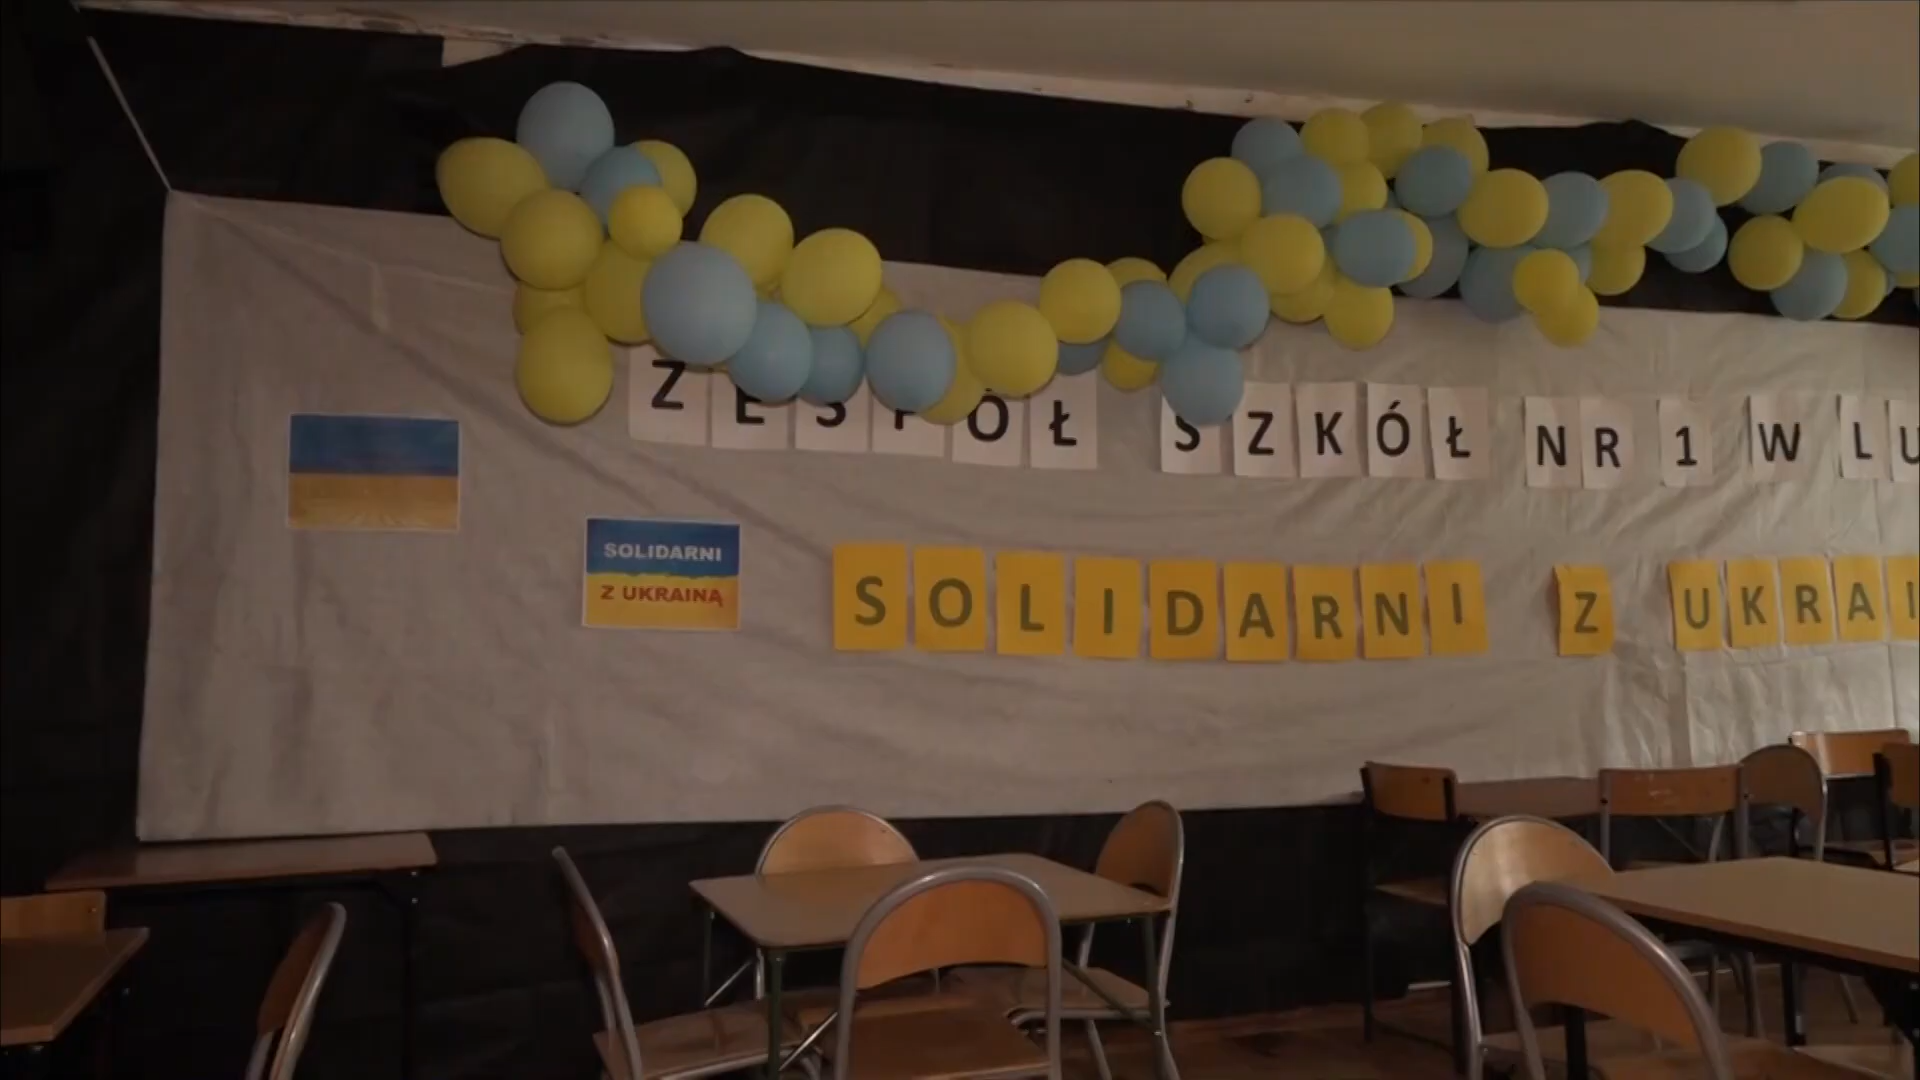 ZESPÓŁ SZKÓŁ NR 1 W LU
SOLIDARNI
Z UKRAINĄ
SOLIDARNI Z UKRAI